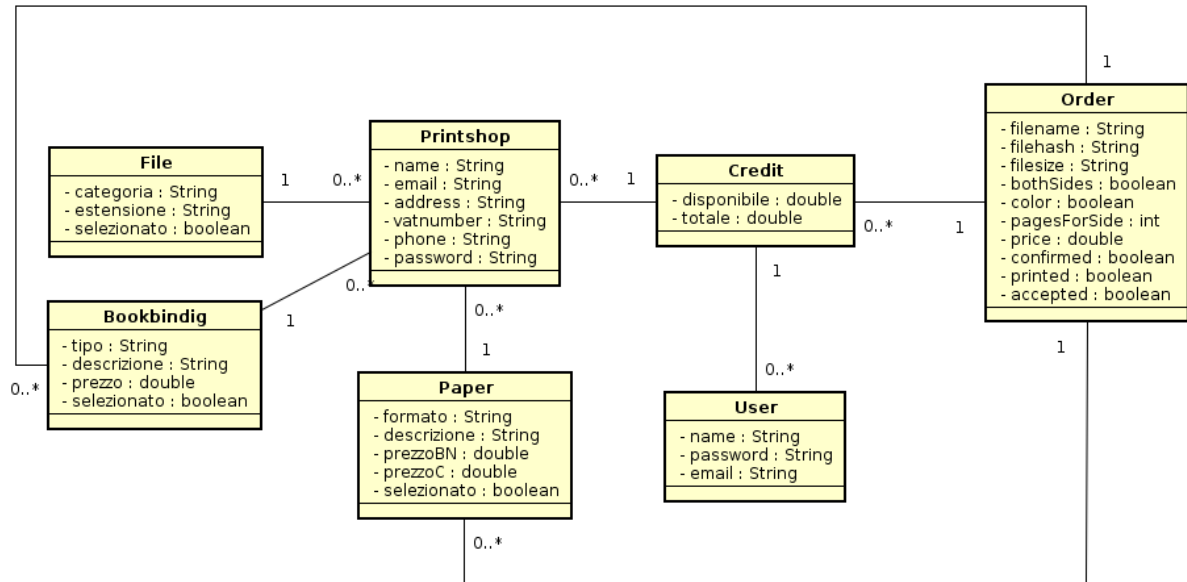 1
Order
- filename : String
- filehash : String
- filesize : String
- bothSides : boolean
- color : boolean
- pagesForSide : int
- price : double
- confirmed : boolean
- printed : boolean
- accepted : boolean
Printshop
- name : String
- email : String
- address : String
- vatnumber : String
- phone : String
- password : String
File
- categoria : String
- estensione : String
- selezionato : boolean
1
0..*
0..*
1
Credit
- disponibile : double
- totale : double
0..*
1
0..*
1
Bookbindig
- tipo : String
- descrizione : String
- prezzo : double
- selezionato : boolean
0..*
0..*
1
Paper
- formato : String
- descrizione : String
- prezzoBN : double
- prezzoC : double
- selezionato : boolean
0..*
1
0..*
User
- name : String
- password : String
- email : String
1